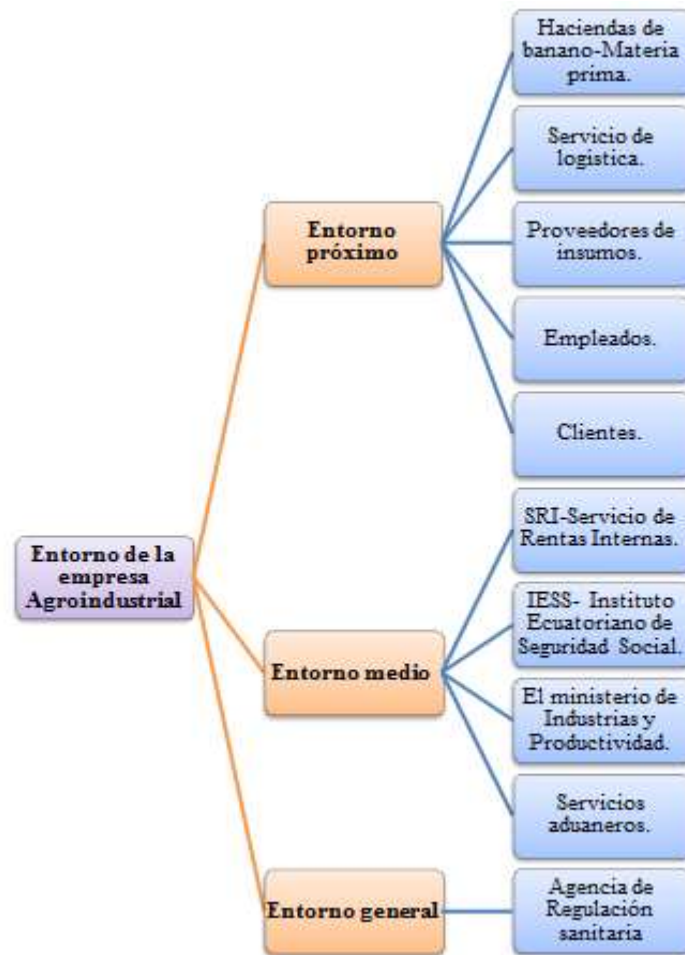 Haciendas de
banano-Materia
prima.
Servicio de
logística.
Entorno
próximo
Proveedores de
insumos.
Empleados.
Clientes.
Entorno de la
empresa
Agroindustrial
SRI-Servicio de
Rentas Internas.
IESS- Instituto
Ecuatoriano de
Seguridad Social.
Entorno medio
El ministerio de
Industrias y
Productividad.
Servicios
aduaneros.
Entorno general
Agencia de
Regulación
sanitaria